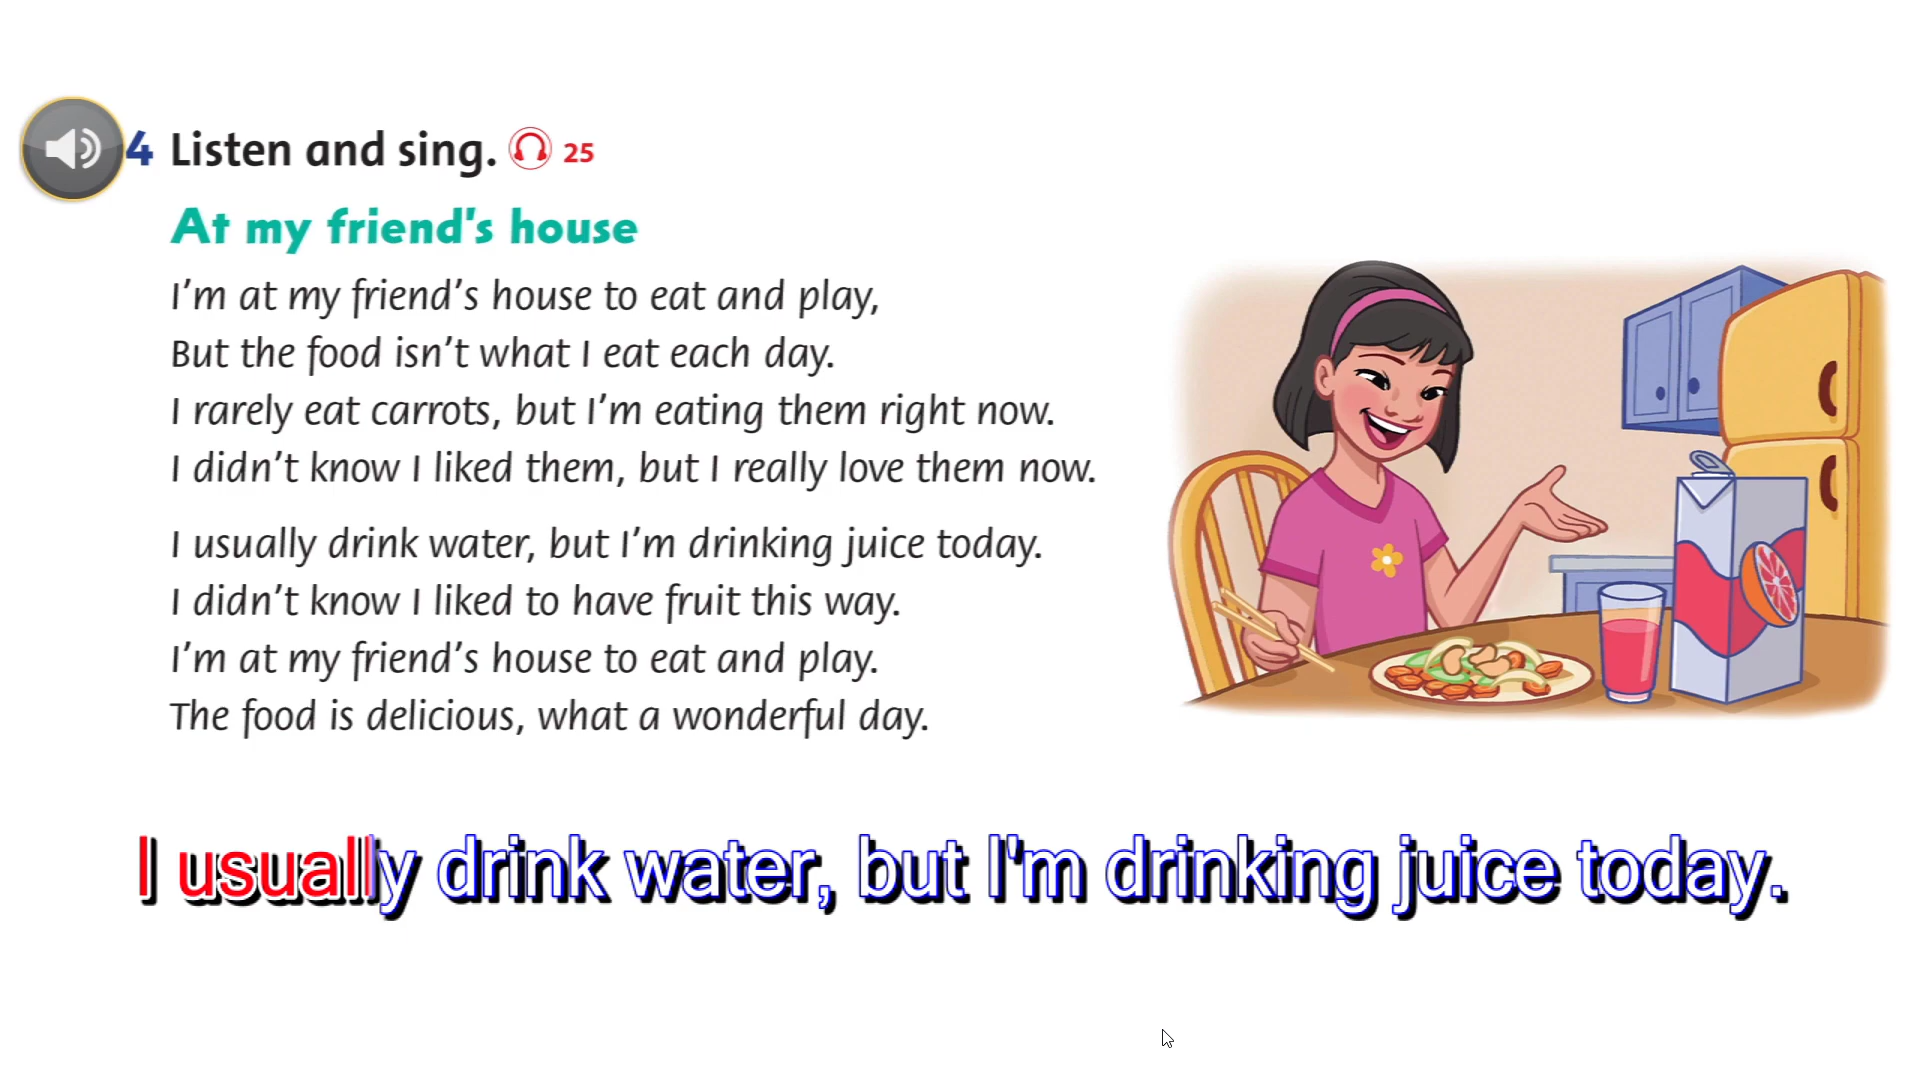 4 Listen and sing. 25
At my friend's house
I'm at my friend's house to eat and play,
But the food isn't what I eat each day.
I rarely eat carrots, but I'm eating them right now.
I didn't know I liked them, but I really love them now.
I usually drink water, but I'm drinking juice today.
I didn't know I liked to have fruit this way.
I'm at my friend's house to eat and play.
The food is delicious, what a wonderful day.
I usually drink water, but I'm drinking juice today.